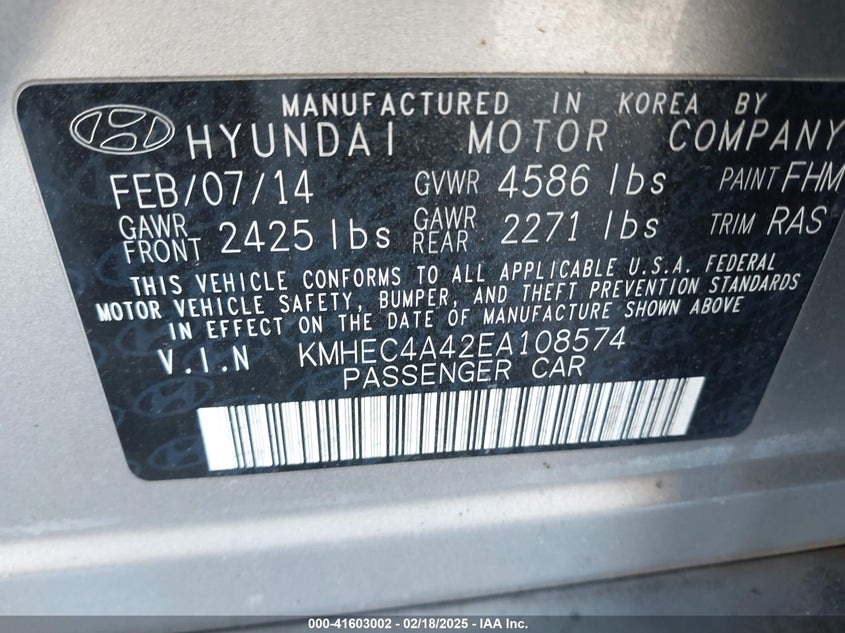 MANUFACTURED IN KOREA BY
HYUNDAI MOTOR COMPANY
FEB/07/14 GVWR 4586 lbs PAINT FHM
GAWR FRONT 2425 lbs GAWR REAR 2271 lbs TRIM RAS
THIS VEHICLE CONFORMS TO ALL APPLICABLE U.S.A. FEDERAL
MOTOR VEHICLE SAFETY, BUMPER, AND THEFT PREVENTION STANDARDS
IN EFFECT ON THE DATE OF MANUFACTURE SHOWN ABOVE
V.I.N KMHEC4A42EA108574
PASSENGER CAR
000-41603002 - 02/18/2025 - IAA Inc.